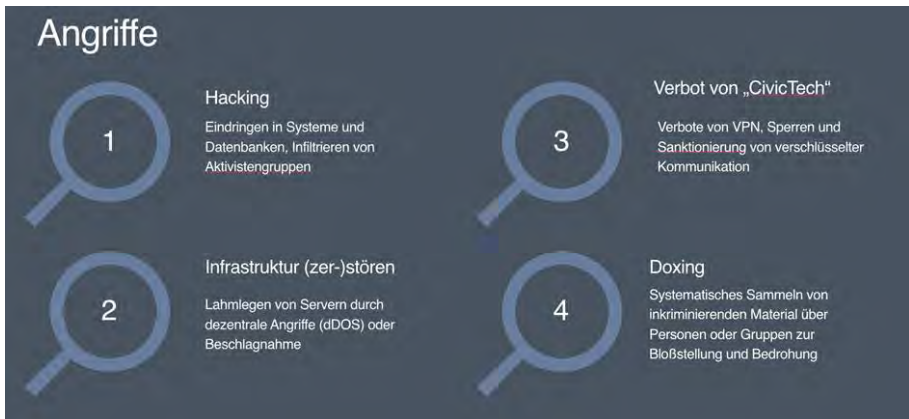 Angriffe
1
Hacking
Eindringen in Systeme und
Datenbanken, Infiltrieren von
Aktivistengruppen
2
Infrastruktur (zer-)stören
Lahmlegen von Servern durch
dezentrale Angriffe (dDOS) oder
Beschlagnahme
3
Verbot von „CivicTech“
Verbote von VPN, Sperren und
Sanktionierung von verschlüsselter
Kommunikation
4
Doxing
Systematisches Sammeln von
inkriminierenden Material über
Personen oder Gruppen zur
Bloßstellung und Bedrohung